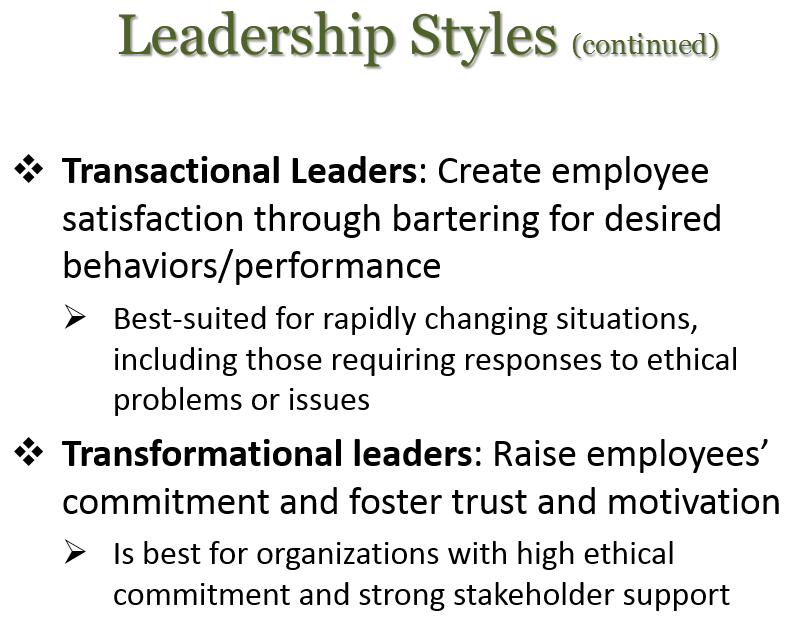 Leadership Styles (continued)
❖ Transactional Leaders: Create employee
satisfaction through bartering for desired
behaviors/performance
➢ Best-suited for rapidly changing situations,
including those requiring responses to ethical
problems or issues
❖ Transformational leaders: Raise employees’
commitment and foster trust and motivation
➢ Is best for organizations with high ethical
commitment and strong stakeholder support